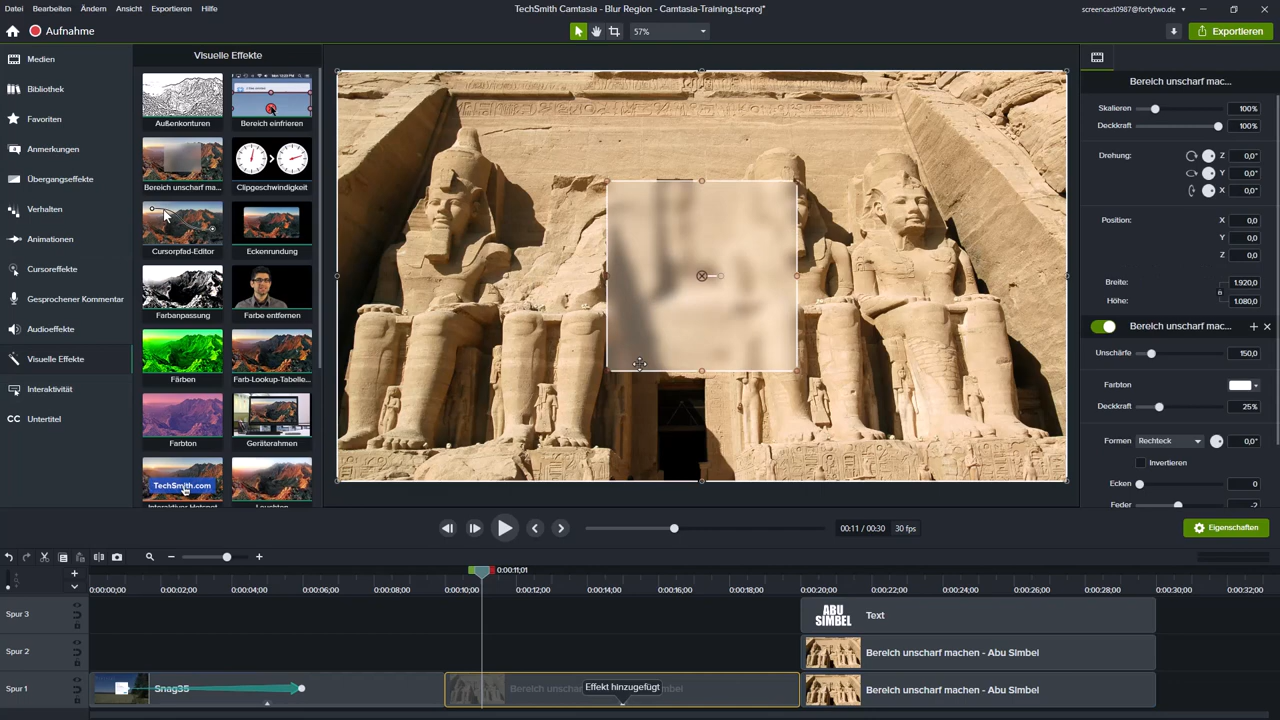 Datei Bearbeiten Ändern Ansicht Exportieren Hilfe
TechSmith Camtasia - Blur Region - Camtasia-Training.tscproj*
screencast0987@fortytwo.de
Aufnahme
57%
Exportieren
Medien
Bibliothek
Favoriten
Anmerkungen
Übergangseffekte
Verhalten
Animationen
Cursoreffekte
Gesprochener Kommentar
Audioeffekte
Visuelle Effekte
Interaktivität
CC Untertitel
Visuelle Effekte
Außenkonturen
Bereich einfrieren
Bereich unscharf ma...
Clipgeschwindigkeit
Cursorpfad-Editor
Eckenrundung
Farbanpassung
Farbe entfernen
Färben
Farb-Lookup-Tabelle...
Farbton
Geräterahmen
TechSmith.com
Interaktiver Hotspot
Leuchten
Bereich unscharf mac...
Skalieren 100%
Deckkraft 100%
Drehung: Z 0,0°
Y 0,0°
X 0,0°
Position: X 0,0
Y 0,0
Z 0,0
Breite: 1.920,0
Höhe: 1.080,0
Bereich unscharf mac...
Unschärfe 150,0
Farbton
Deckkraft 25%
Formen Rechteck 0,0°
Invertieren
Ecken 0
Feder -2
00:11 / 00:30 30 fps
Eigenschaften
0:00:11;01
0:00:00;00 0:00:02;00 0:00:04;00 0:00:06;00 0:00:08;00 0:00:10;00 0:00:12;00 0:00:14;00 0:00:16;00 0:00:18;00 0:00:20;00 0:00:22;00 0:00:24;00 0:00:26;00 0:00:28;00 0:00:30;00 0:00:32;00
Spur 3
ABU
SIMBEL
Text
Spur 2
Bereich unscharf machen - Abu Simbel
Spur 1
Snag35
Effekt hinzugefügt
Bereich unscharf machen - Abu Simbel